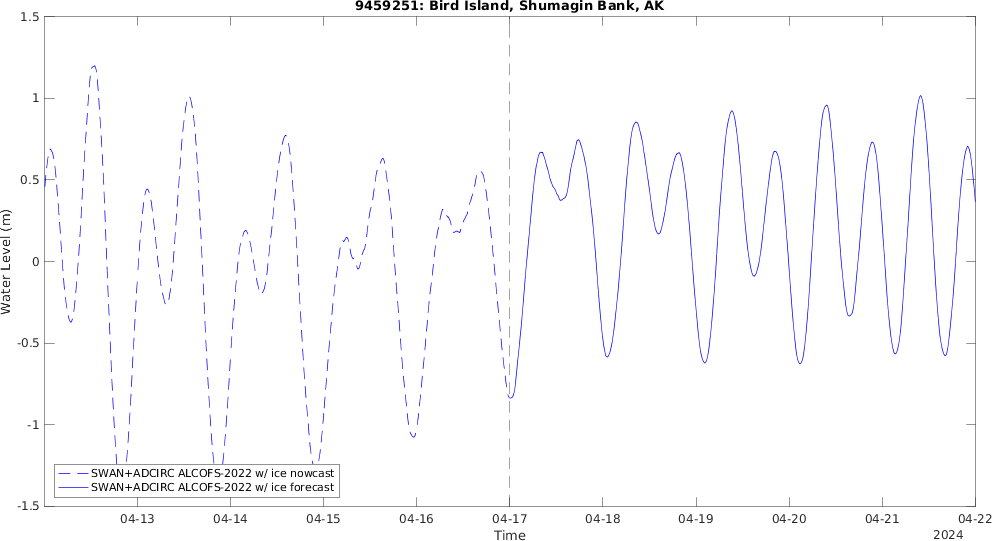 9459251: Bird Island, Shumagin Bank, AK
1.5
1
0.5
0
-0.5
-1
-1.5
Water Level (m)
SWAN+ADCIRC ALCOFS-2022 w/ ice nowcast
SWAN+ADCIRC ALCOFS-2022 w/ ice forecast
04-13 04-14 04-15 04-16 04-17 04-18 04-19 04-20 04-21 04-22
Time
2024